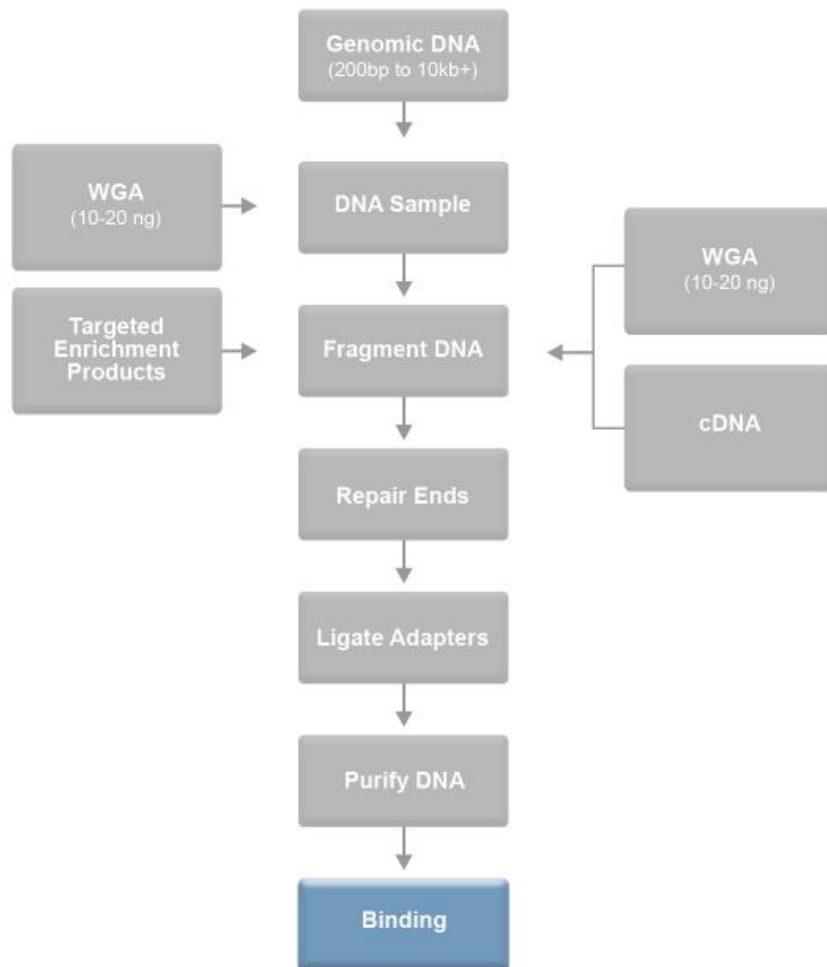 Genomic DNA
(200bp to 10kb+)
WGA
(10-20 ng)
DNA Sample
WGA
(10-20 ng)
Targeted
Enrichment
Products
Fragment DNA
cDNA
Repair Ends
Ligate Adapters
Purify DNA
Binding